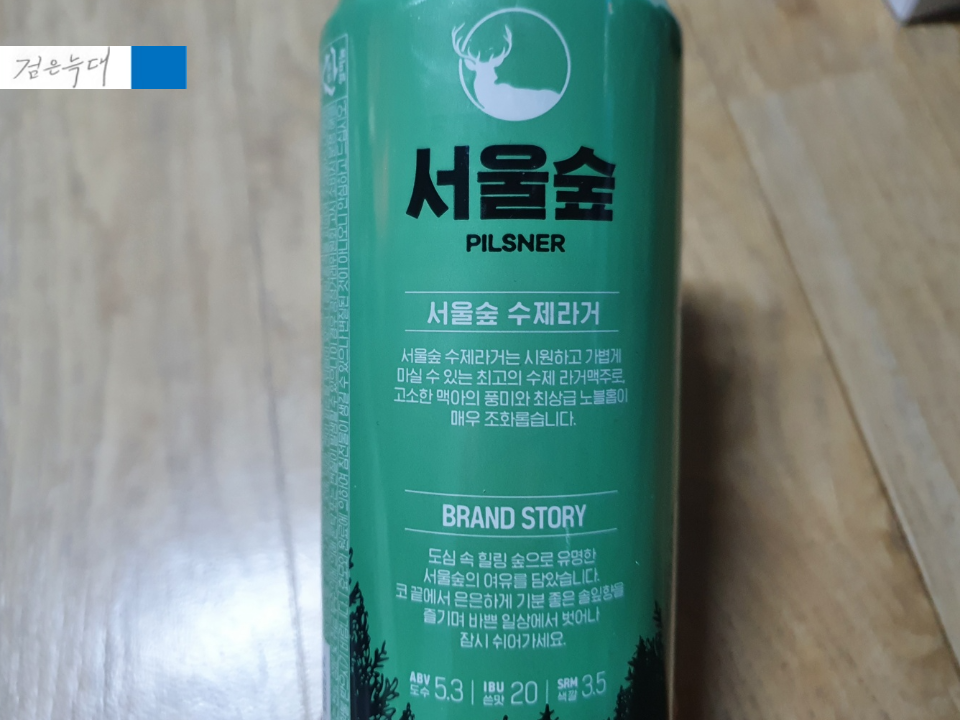 검은늑대
서울숲
PILSNER
서울숲 수제라거
서울숲 수제라거는 시원하고 가볍게
마실 수 있는 최고의 수제 라거맥주로,
고소한 맥아의 풍미와 최상급 노블홉이
매우 조화롭습니다.
BRAND STORY
도심 속 힐링 숲으로 유명한
서울숲의 여유를 담았습니다.
코 끝에서 은은하게 기분 좋은 솔잎향을
즐기며 바쁜 일상에서 벗어나
잠시 쉬어가세요.
ABV 도수 5.3 | IBU 쓴맛 20 | SRM 색깔 3.5